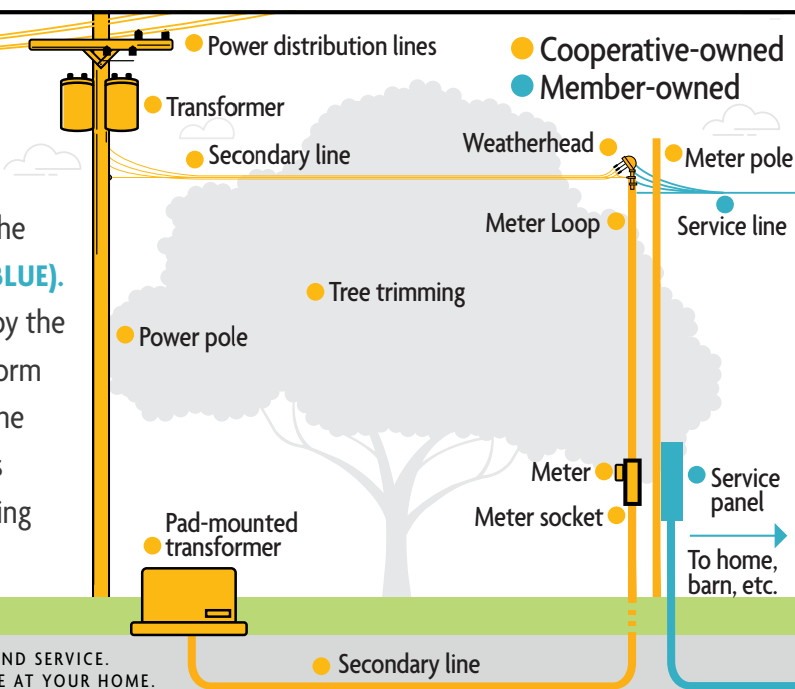 Power distribution lines
Cooperative-owned
Member-owned
Transformer
Secondary line
Weatherhead
Meter pole
Meter Loop
Service line
he
BLUE).
by the
orm
he
s
ing
Tree trimming
Power pole
Meter
Meter socket
Service
panel
Pad-mounted
transformer
To home,
barn, etc.
Secondary line
ND SERVICE.
E AT YOUR HOME.